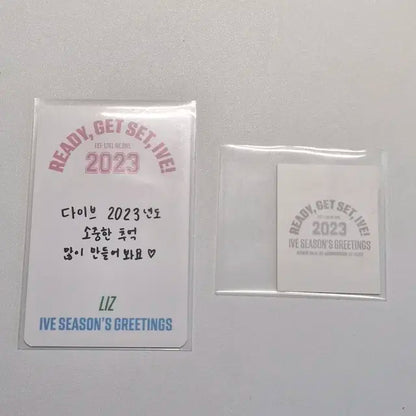 READY, GET SET, IVE!
2023
다이브 2023년도
소중한 추억
많이 만들어 봐요 ♡
LIZ
IVE SEASON'S GREETINGS
READY, GET SET, IVE!
2023
IVE SEASON'S GREETINGS